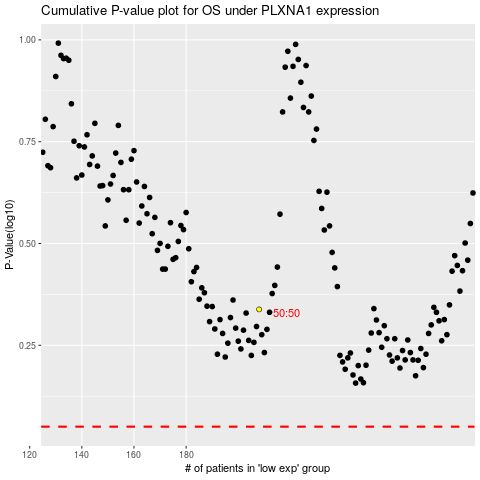 Cumulative P-value plot for OS under PLXNA1 expression
1.00
0.75
0.50
0.25
P-Value(log10)
50:50
120 140 160 180
# of patients in 'low exp' group